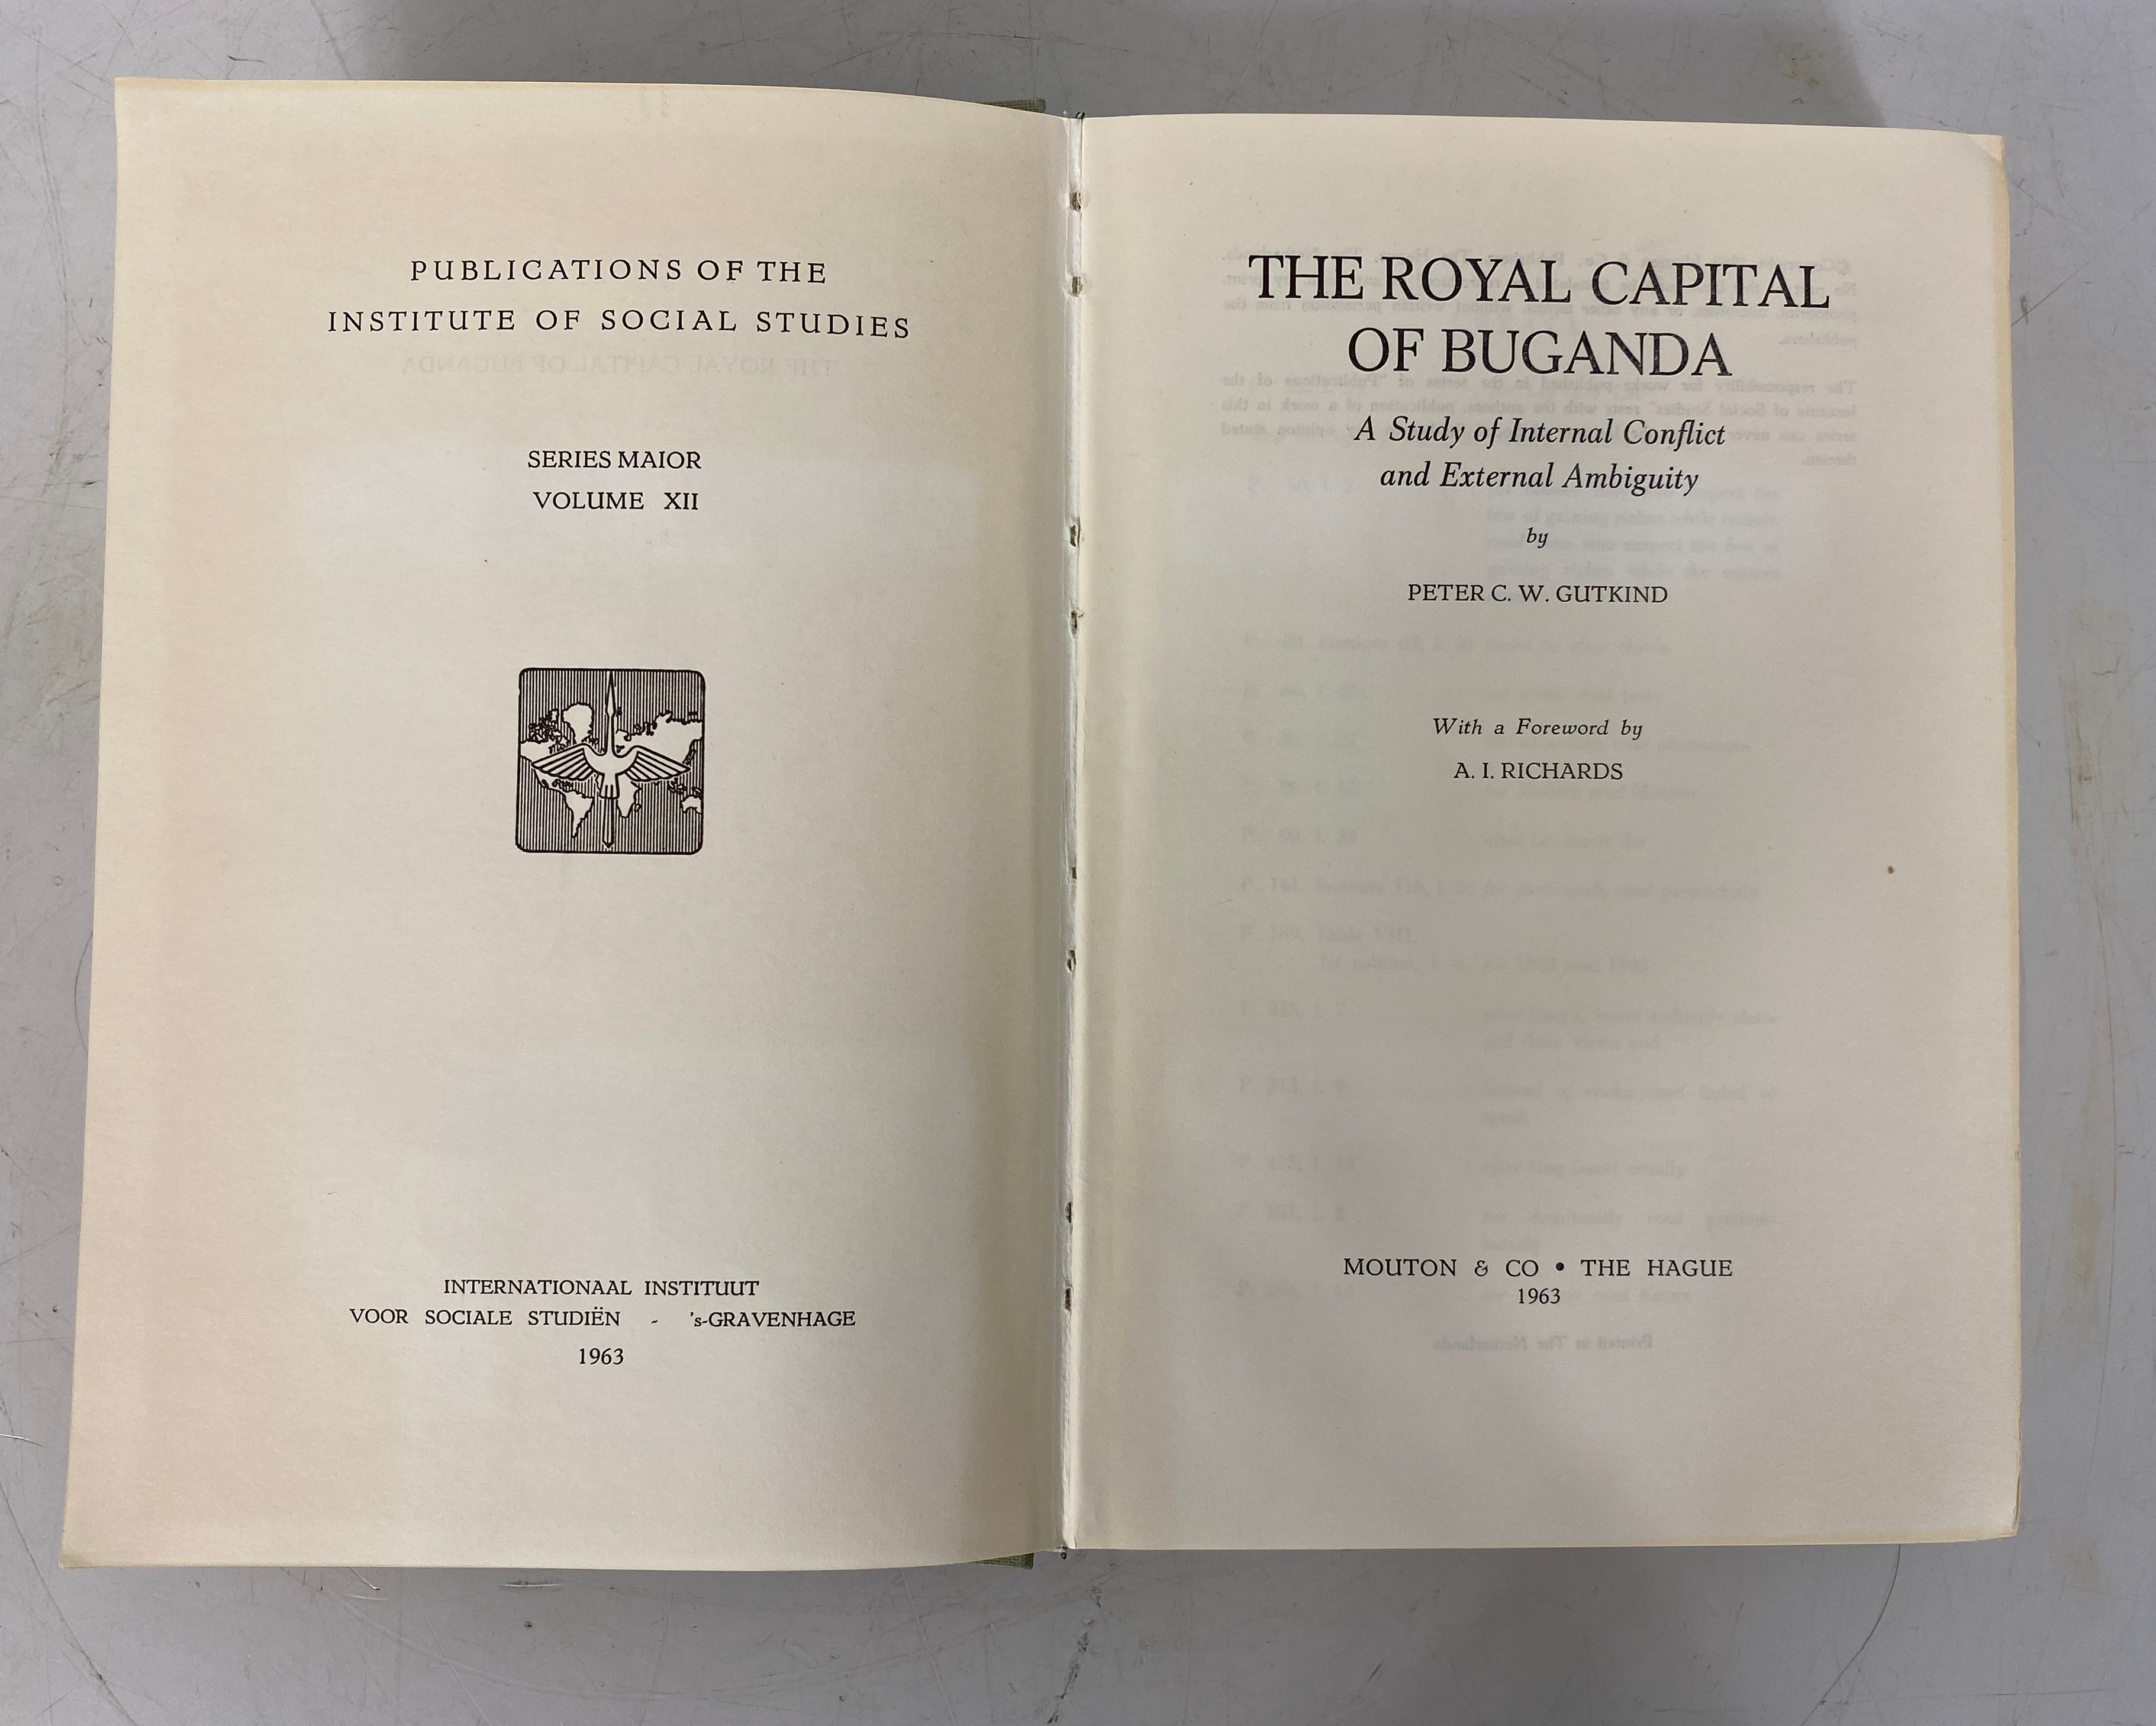 PUBLICATIONS OF THE
INSTITUTE OF SOCIAL STUDIES
SERIES MAIOR
VOLUME XII
INTERNATIONAAL INSTITUUT
VOOR SOCIALE STUDIËN - 's-GRAVENHAGE
1963
THE ROYAL CAPITAL
OF BUGANDA
A Study of Internal Conflict
and External Ambiguity
by
PETER C. W. GUTKIND
With a Foreword by
A. I. RICHARDS
MOUTON & CO • THE HAGUE
1963